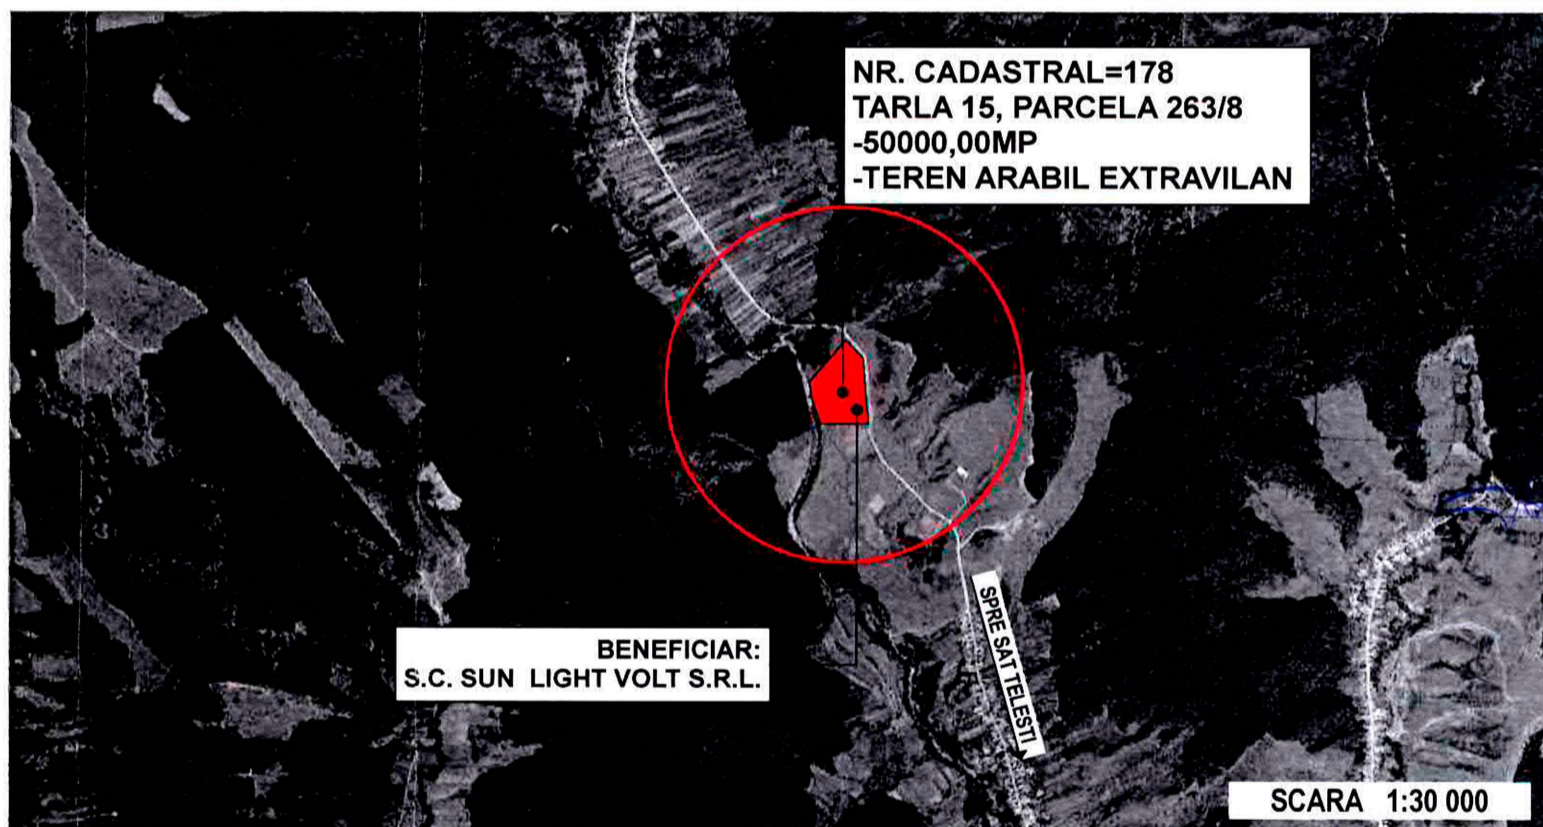 NR. CADASTRAL=178
TARLA 15, PARCELA 263/8
-50000,00MP
-TEREN ARABIL EXTRAVILAN
BENEFICIAR:
S.C. SUN LIGHT VOLT S.R.L.
SPRE SAT TELESTI
SCARA 1:30 000